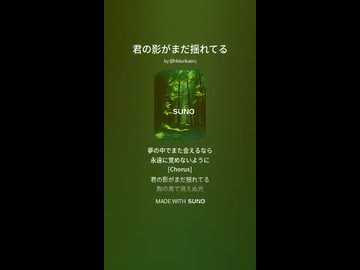 君の影がまだ揺れてる
SUNO
夢の中でまた会えるなら
永遠に覚めないように
[Chorus]
君の影がまだ揺れてる
胸の奥で消えぬ光
MADE WITH SUNO